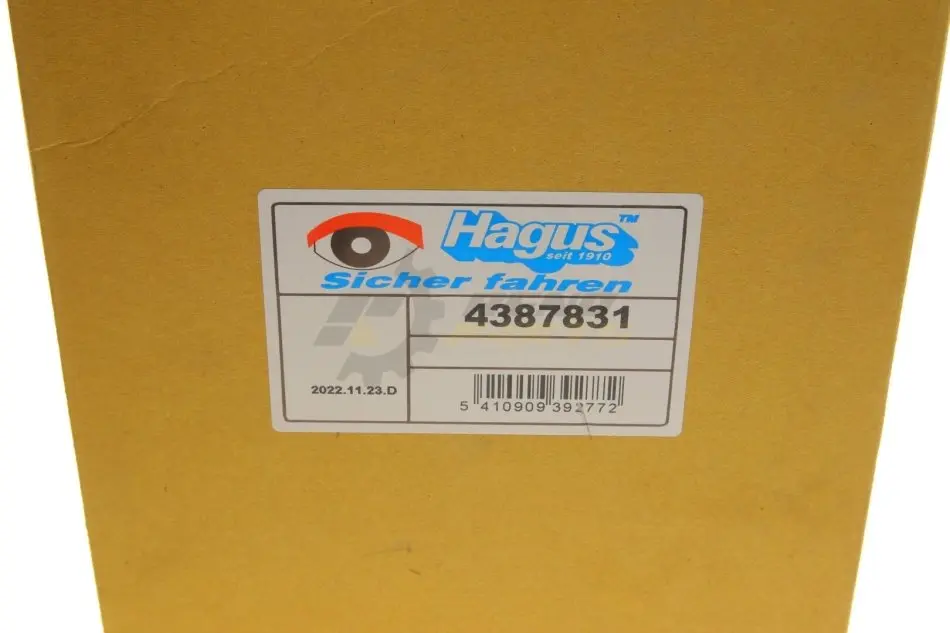 Hagus™
seit 1910
Sicher fahren
4387831
2022.11.23.D
5 410909 392772